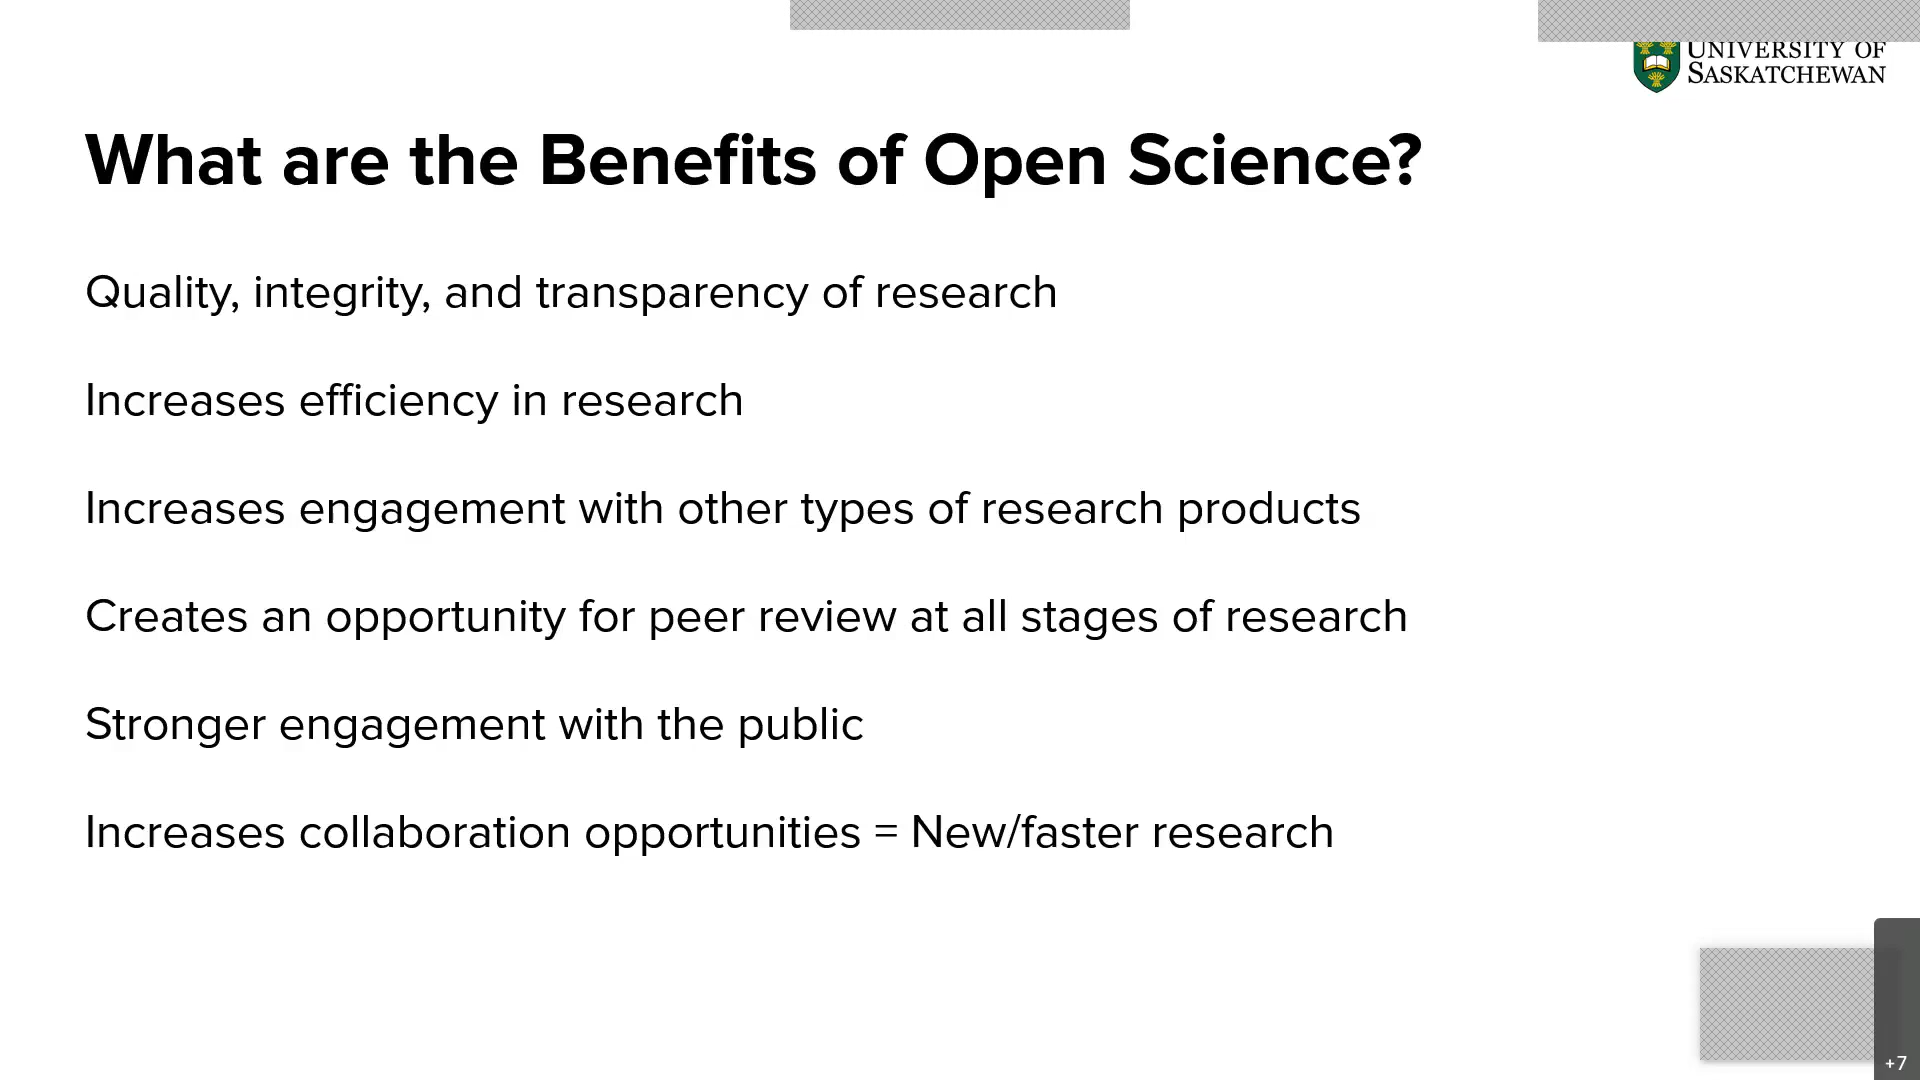 UNIVERSITY OF
SASKATCHEWAN
What are the Benefits of Open Science?
Quality, integrity, and transparency of research
Increases efficiency in research
Increases engagement with other types of research products
Creates an opportunity for peer review at all stages of research
Stronger engagement with the public
Increases collaboration opportunities = New/faster research
+7